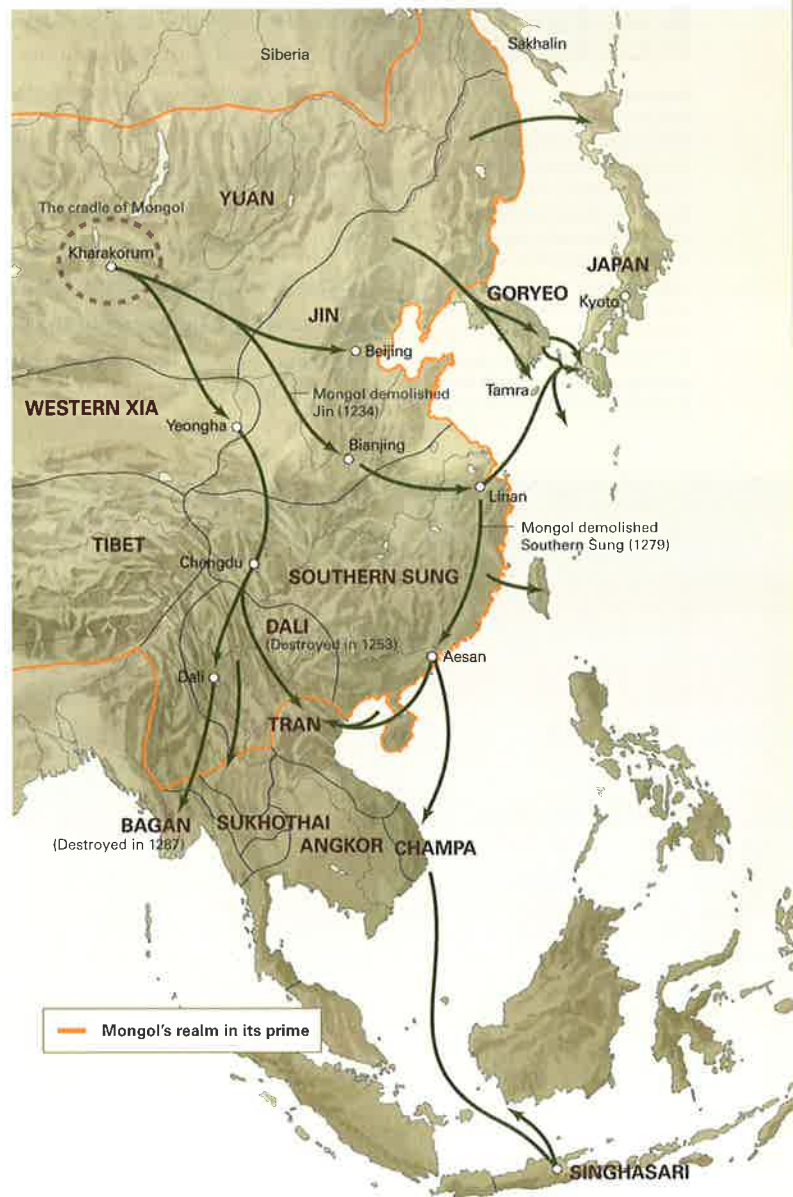 Siberia
Sakhalin
YUAN
The cradle of Mongol
Kharakorum
JAPAN
GORYEO
Kyoto
JIN
Beijing
Tamra
Mongol demolished
Jin (1234)
WESTERN XIA
Yeongha
Bianjing
Linan
Mongol demolished
Southern Sung (1279)
TIBET
Chengdu
SOUTHERN SUNG
DALI
(Destroyed in 1253)
Aesan
Dali
TRAN
BAGAN
(Destroyed in 1287)
SUKHOTHAI
ANGKOR
CHAMPA
Mongol's realm in its prime
SINGHASARI